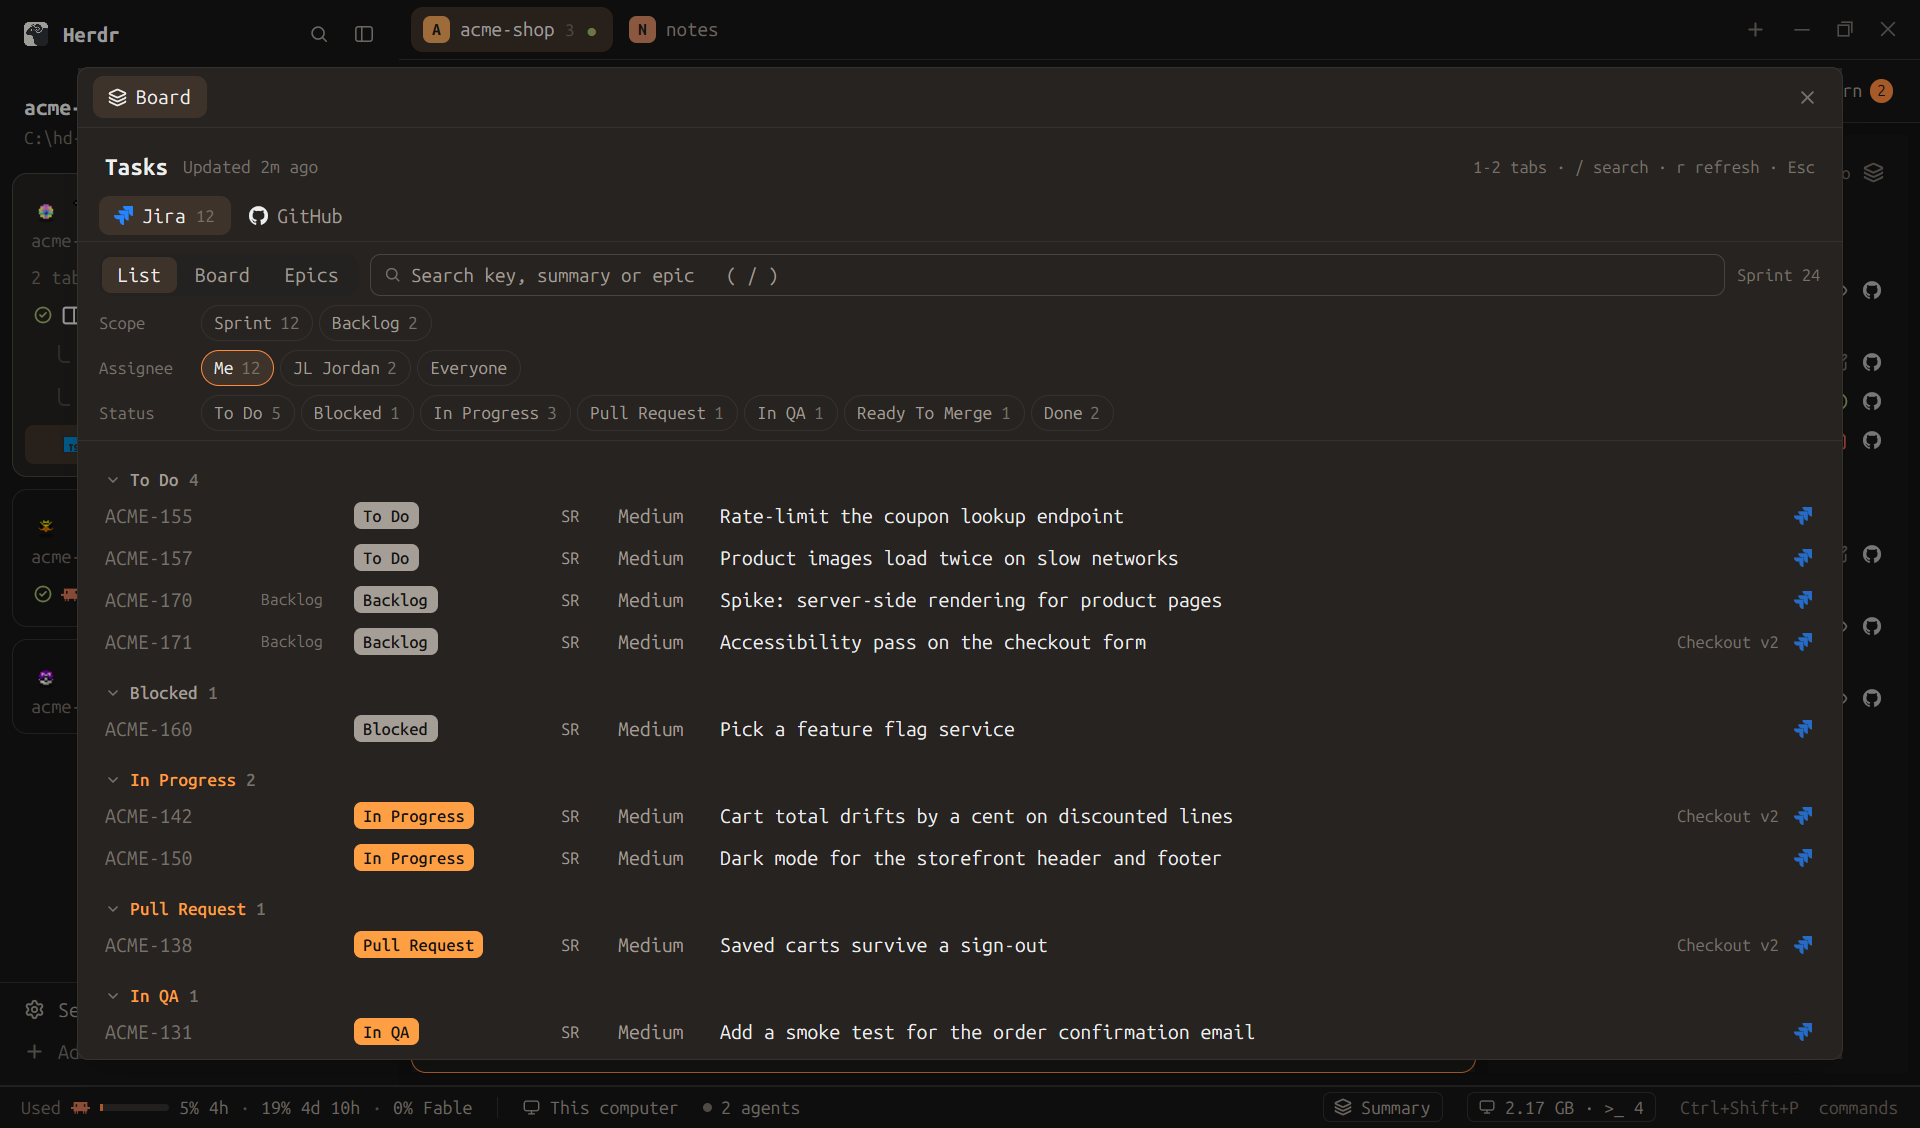 Herdr
A acme-shop 3
N notes
Board
acme-
C:\hd-
rn 2
Tasks Updated 2m ago
1-2 tabs · / search · r refresh · Esc
Jira 12 GitHub
acme-
2 tab
List Board Epics Search key, summary or epic ( / ) Sprint 24
Scope Sprint 12 Backlog 2
Assignee Me 12 JL Jordan 2 Everyone
Status To Do 5 Blocked 1 In Progress 3 Pull Request 1 In QA 1 Ready To Merge 1 Done 2
To Do 4
ACME-155 To Do SR Medium Rate-limit the coupon lookup endpoint
ACME-157 To Do SR Medium Product images load twice on slow networks
acme-
ACME-170 Backlog Backlog SR Medium Spike: server-side rendering for product pages
ACME-171 Backlog Backlog SR Medium Accessibility pass on the checkout form Checkout v2
Blocked 1
acme-
ACME-160 Blocked SR Medium Pick a feature flag service
In Progress 2
ACME-142 In Progress SR Medium Cart total drifts by a cent on discounted lines Checkout v2
ACME-150 In Progress SR Medium Dark mode for the storefront header and footer
Pull Request 1
ACME-138 Pull Request SR Medium Saved carts survive a sign-out Checkout v2
In QA 1
Se
ACME-131 In QA SR Medium Add a smoke test for the order confirmation email
Ad
Used 5% 4h · 19% 4d 10h · 0% Fable This computer 2 agents Summary 2.17 GB · >_ 4 Ctrl+Shift+P commands